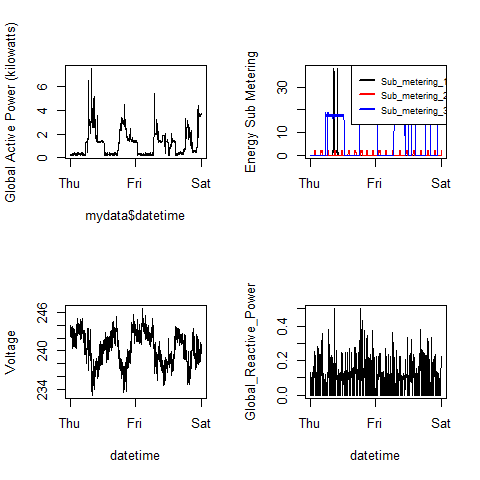 Global Active Power (kilowatts)
0
2
4
6
Thu
Fri
Sat
mydata$datetime
Energy Sub Metering
0
10
30
Sub_metering_1
Sub_metering_2
Sub_metering_3
Thu
Fri
Sat
Voltage
234
240
246
Thu
Fri
Sat
datetime
Global_Reactive_Power
0.0
0.2
0.4
Thu
Fri
Sat
datetime